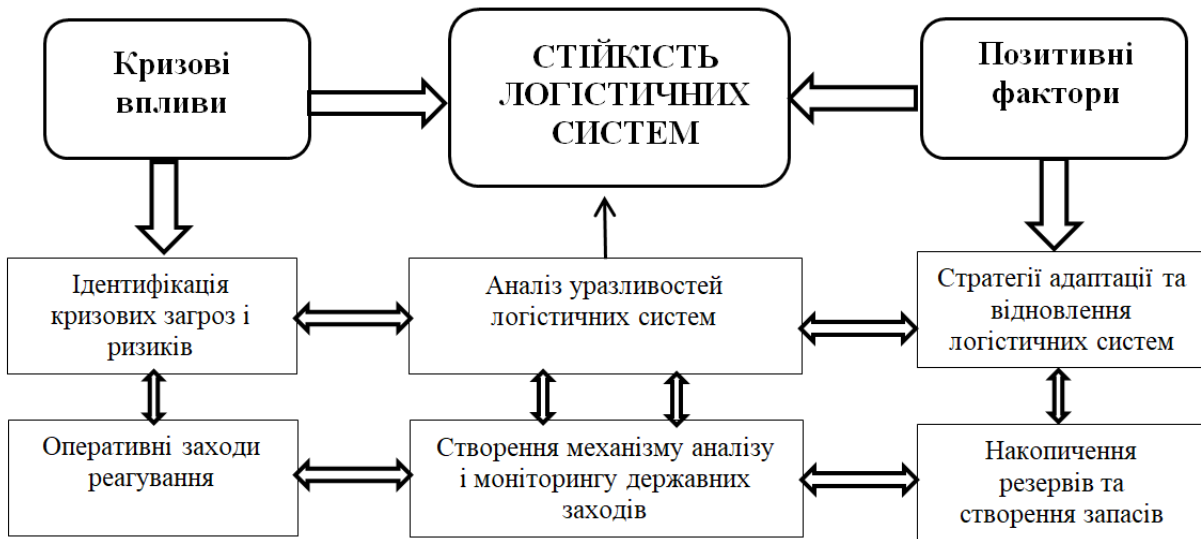 Кризові
впливи
СТІЙКІСТЬ
ЛОГІСТИЧНИХ
СИСТЕМ
Позитивні
фактори
Ідентифікація
кризових загроз і
ризиків
Аналіз уразливостей
логістичних систем
Стратегії адаптації та
відновлення
логістичних систем
Оперативні заходи
реагування
Створення механізму аналізу
і моніторингу державних
заходів
Накопичення
резервів та
створення запасів